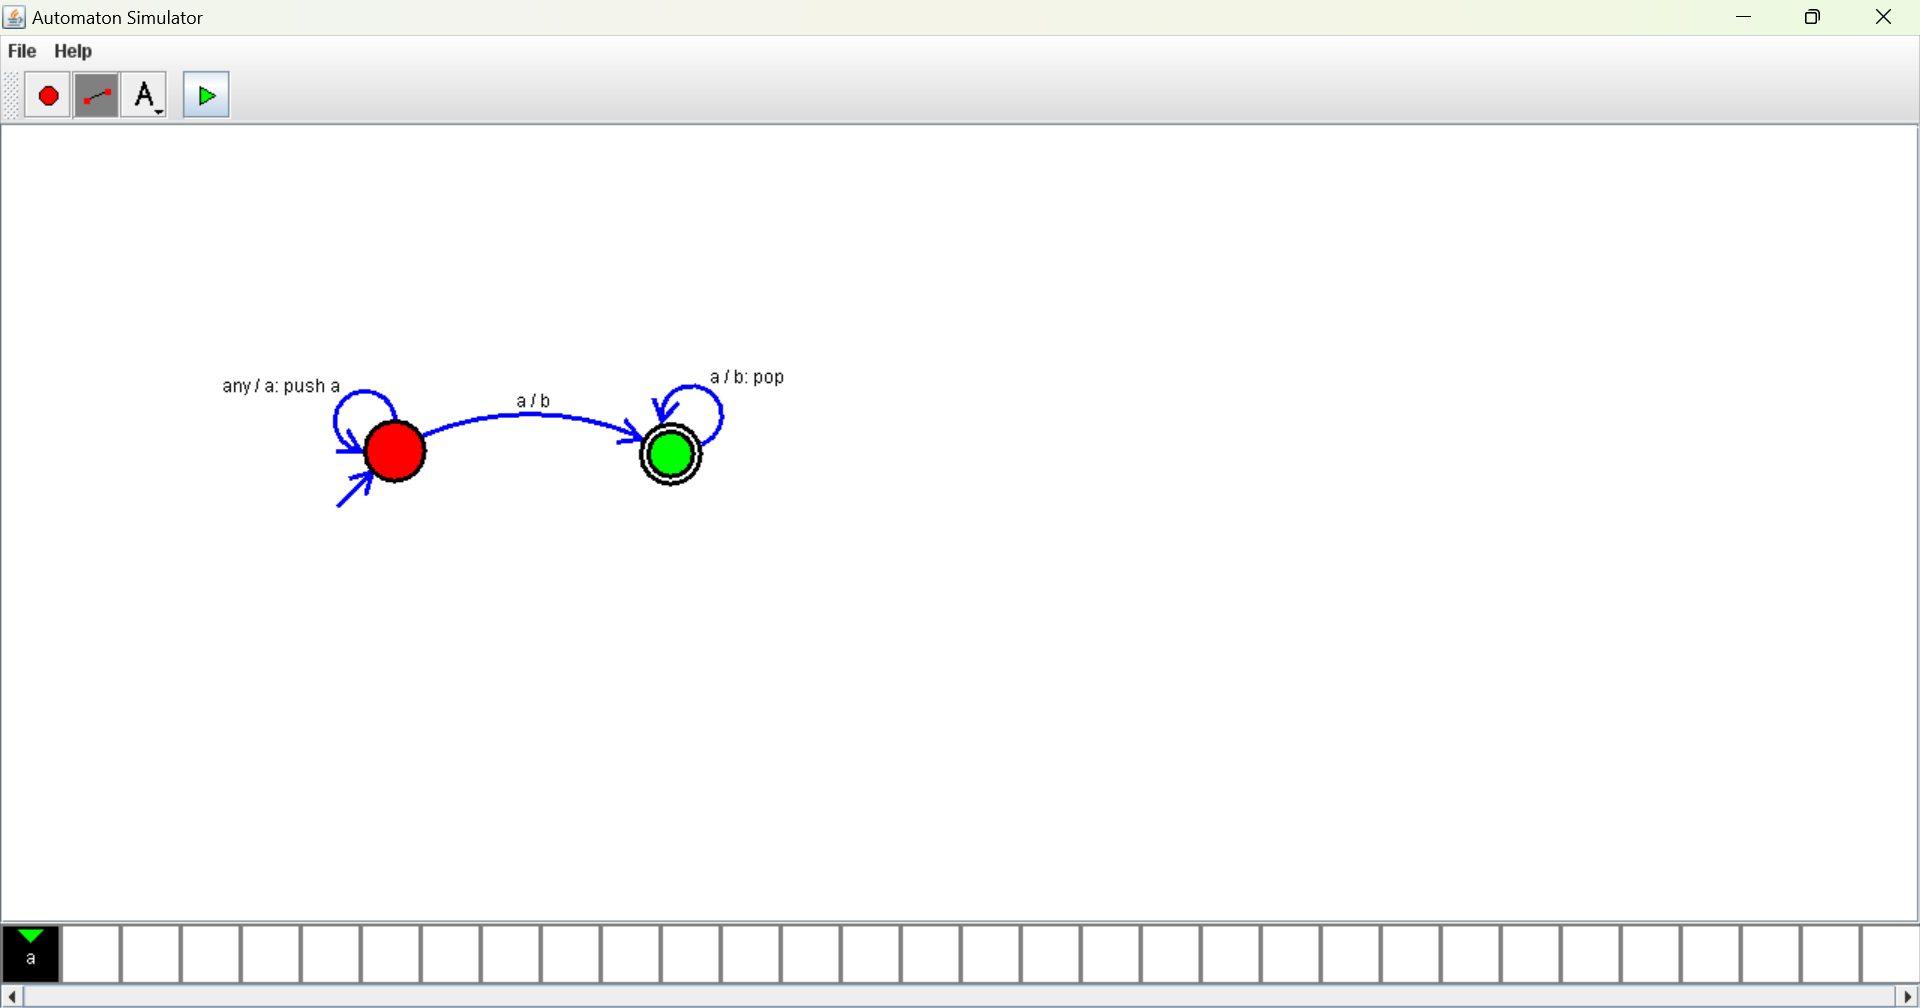 Automaton Simulator
File Help
A
any / a: push a
a / b
a / b: pop
a